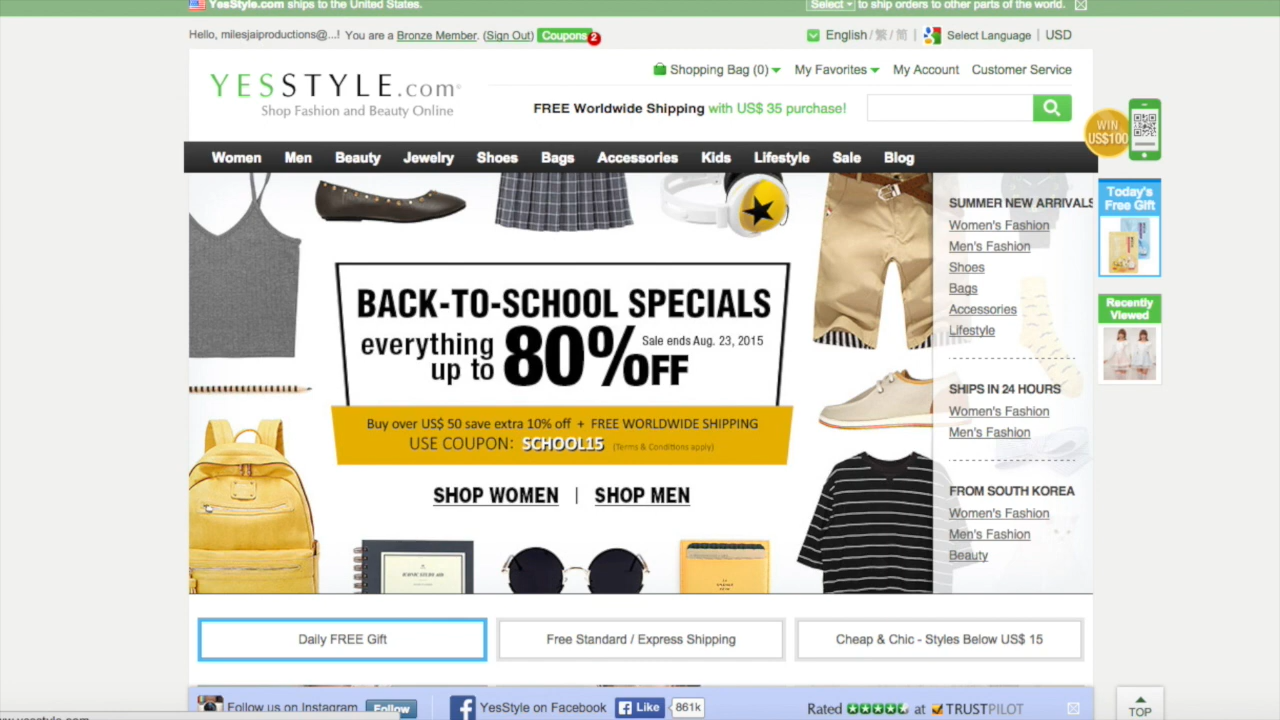 YesStyle.com ships to the United States.
Select to ship orders to other parts of the world.
Hello, milesjaiproductions@...! You are a Bronze Member. (Sign Out) Coupons 2
English / 繁 / 简 | Select Language | USD
Shopping Bag (0) My Favorites My Account Customer Service
YESSTYLE.com
Shop Fashion and Beauty Online
FREE Worldwide Shipping with US$ 35 purchase!
WIN
US$100
Women Men Beauty Jewelry Shoes Bags Accessories Kids Lifestyle Sale Blog
Today's
Free Gift
SUMMER NEW ARRIVALS
Women's Fashion
Men's Fashion
Shoes
Bags
Accessories
Lifestyle
SHIPS IN 24 HOURS
Women's Fashion
Men's Fashion
FROM SOUTH KOREA
Women's Fashion
Men's Fashion
Beauty
Recently
Viewed
BACK-TO-SCHOOL SPECIALS
everything
up to
80%OFF
Sale ends Aug. 23, 2015
Buy over US$ 50 save extra 10% off + FREE WORLDWIDE SHIPPING
USE COUPON: SCHOOL15 (Terms & Conditions apply)
SHOP WOMEN | SHOP MEN
Daily FREE Gift
Free Standard / Express Shipping
Cheap & Chic - Styles Below US$ 15
Follow us on Instagram Follow
YesStyle on Facebook Like 861k
Rated at TRUSTPILOT
TOP